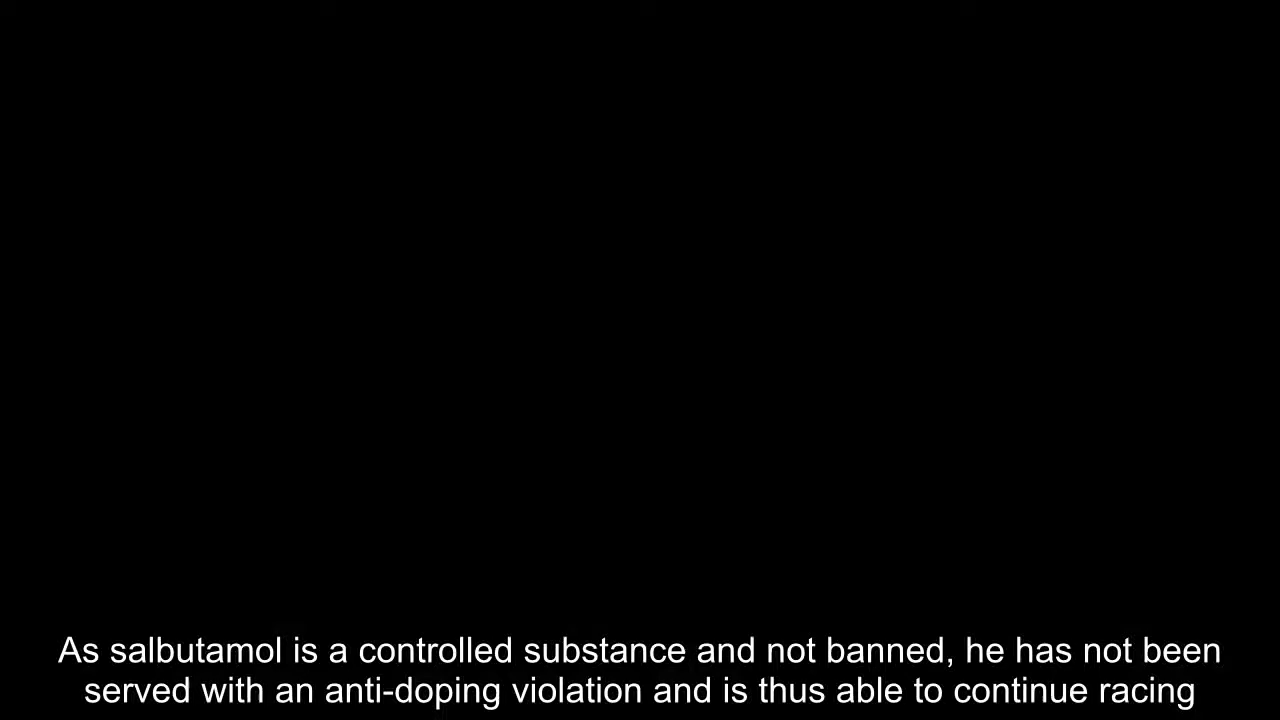 As salbutamol is a controlled substance and not banned, he has not been
served with an anti-doping violation and is thus able to continue racing